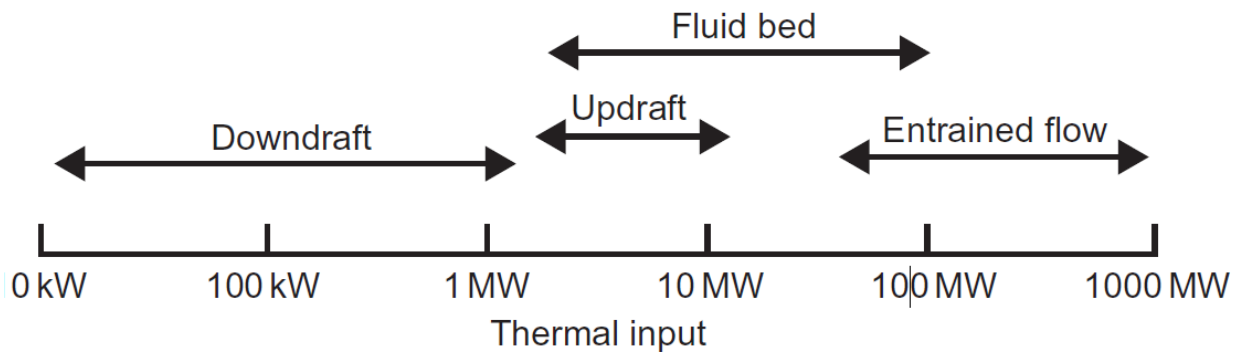 Fluid bed
Updraft
Downdraft
Entrained flow
10 kW 100 kW 1 MW 10 MW 100 MW 1000 MW
Thermal input